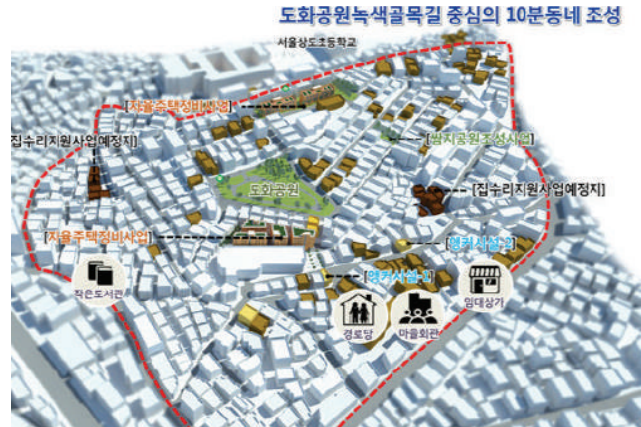 도화공원녹색골목길 중심의 10분동네 조성
서울상도초등학교
[자율주택정비사업]
[쌈지공원조성사업]
집수리지원사업예정지]
도화공원
[집수리지원사업예정지]
[자율주택정비사업]
[앵커시설-2]
[앵커시설-1]
작은도서관
임대상가
경로당
마을회관